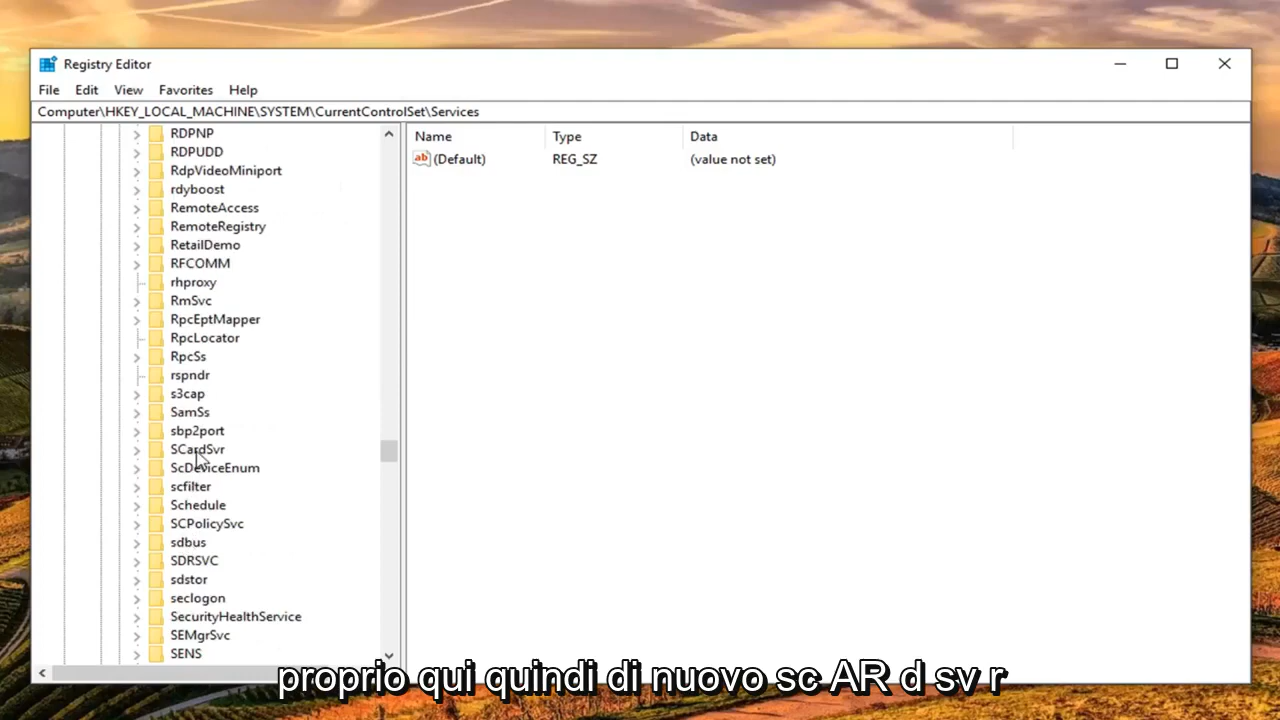 Registry Editor
File Edit View Favorites Help
Computer\HKEY_LOCAL_MACHINE\SYSTEM\CurrentControlSet\Services
RDPNP
RDPUDD
RdpVideoMiniport
rdyboost
RemoteAccess
RemoteRegistry
RetailDemo
RFCOMM
rhproxy
RmSvc
RpcEptMapper
RpcLocator
RpcSs
rspndr
s3cap
SamSs
sbp2port
SCardSvr
ScDeviceEnum
scfilter
Schedule
SCPolicySvc
sdbus
SDRSVC
sdstor
seclogon
SecurityHealthService
SEMgrSvc
SENS
Name Type Data
ab (Default) REG_SZ (value not set)
proprio qui quindi di nuovo sc AR d sv r